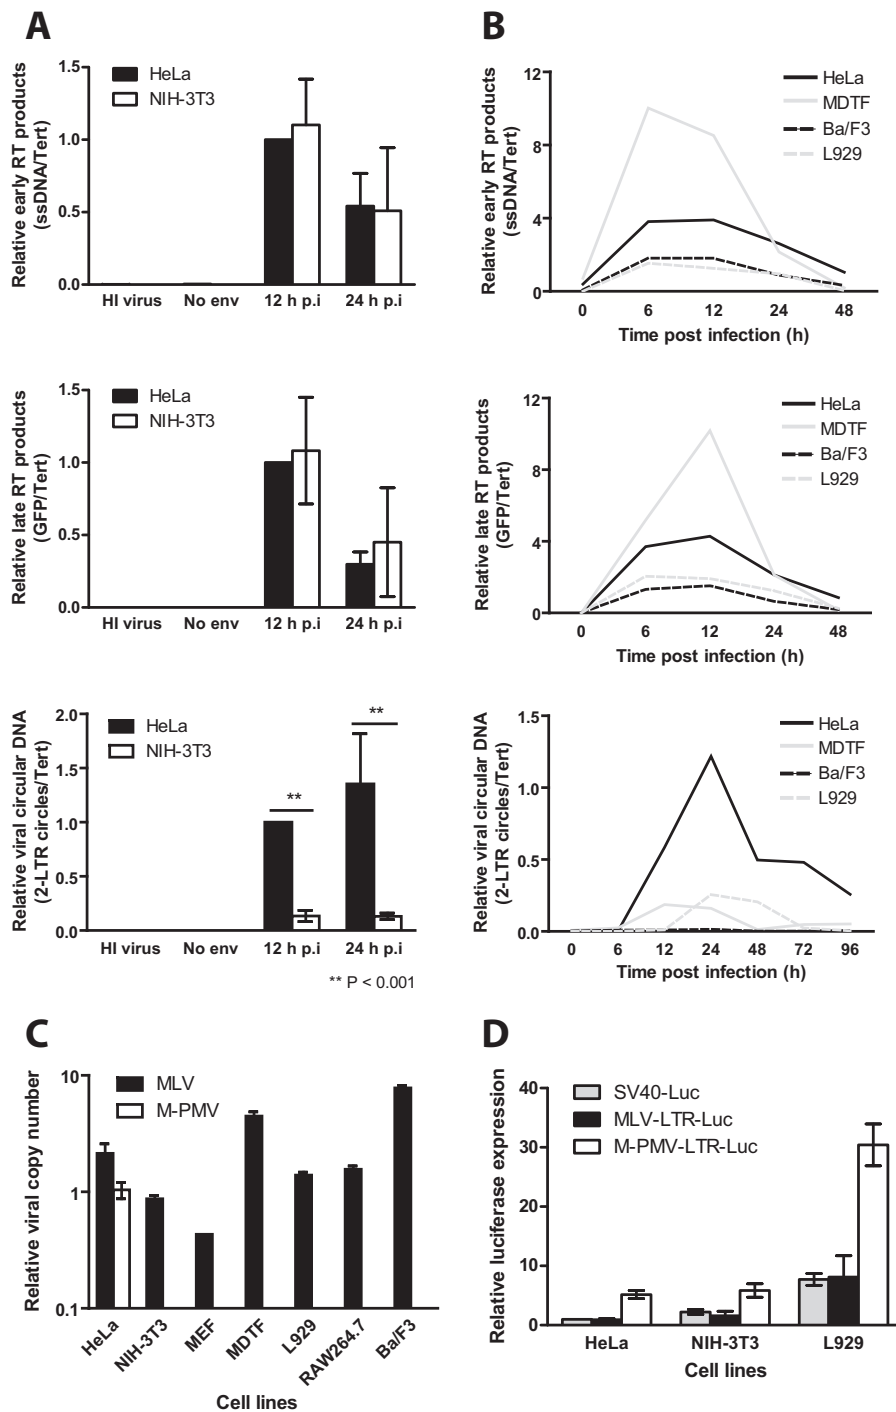 A
Relative early RT products
(ssDNA/Tert)
1.5
1.0
0.5
0.0
HeLa
NIH-3T3
HI virus
No env
12 h p.i
24 h p.i
Relative late RT products
(GFP/Tert)
1.5
1.0
0.5
0.0
HeLa
NIH-3T3
HI virus
No env
12 h p.i
24 h p.i
Relative viral circular DNA
(2-LTR circles/Tert)
2.0
1.5
1.0
0.5
0.0
HeLa
NIH-3T3
**
**
HI virus
No env
12 h p.i
24 h p.i
** P < 0.001
B
Relative early RT products
(ssDNA/Tert)
12
8
4
0
HeLa
MDTF
Ba/F3
L929
0
6
12
24
48
Time post infection (h)
Relative late RT products
(GFP/Tert)
12
8
4
0
HeLa
MDTF
Ba/F3
L929
0
6
12
24
48
Time post infection (h)
Relative viral circular DNA
(2-LTR circles/Tert)
1.5
1.0
0.5
0.0
HeLa
MDTF
Ba/F3
L929
0
6
12
24
48
72
96
Time post infection (h)
C
Relative viral copy number
10
1
0.1
MLV
M-PMV
HeLa
NIH-3T3
MEF
MDTF
L929
RAW264.7
Ba/F3
Cell lines
D
Relative luciferase expression
40
30
20
10
0
SV40-Luc
MLV-LTR-Luc
M-PMV-LTR-Luc
HeLa
NIH-3T3
L929
Cell lines